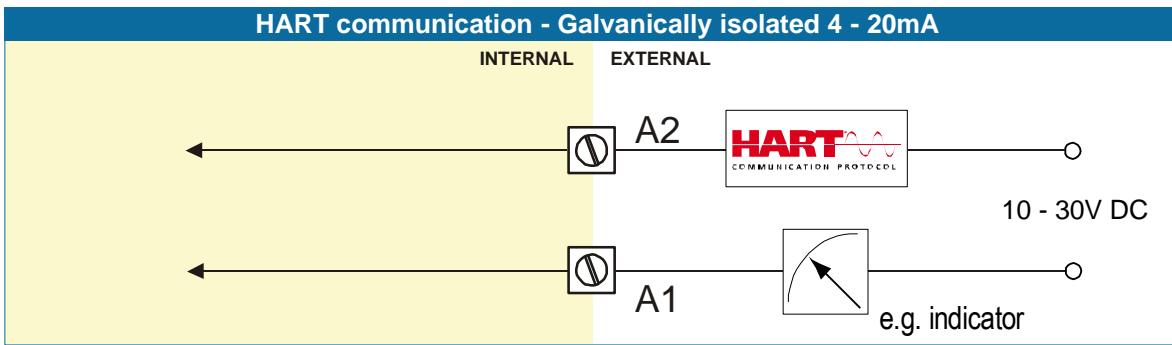 HART communication - Galvanically isolated 4 - 20mA
INTERNAL EXTERNAL
A2
HART
COMMUNICATION PROTOCOL
10 - 30V DC
A1
e.g. indicator